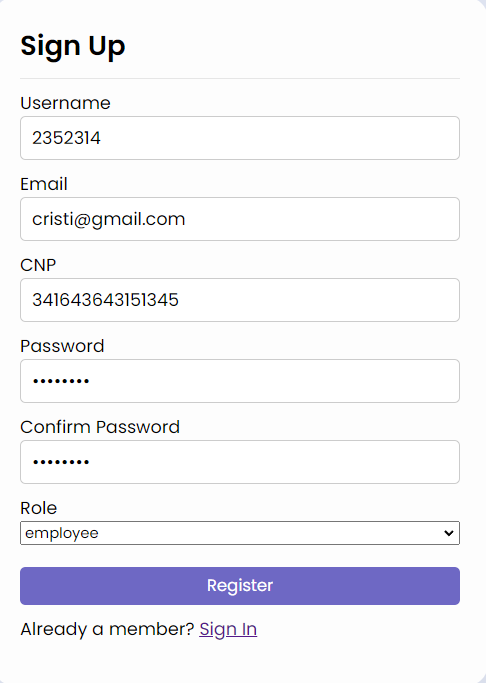 Sign Up
Username
2352314
Email
cristi@gmail.com
CNP
341643643151345
Password
••••••••
Confirm Password
••••••••
Role
employee
Register
Already a member? Sign In